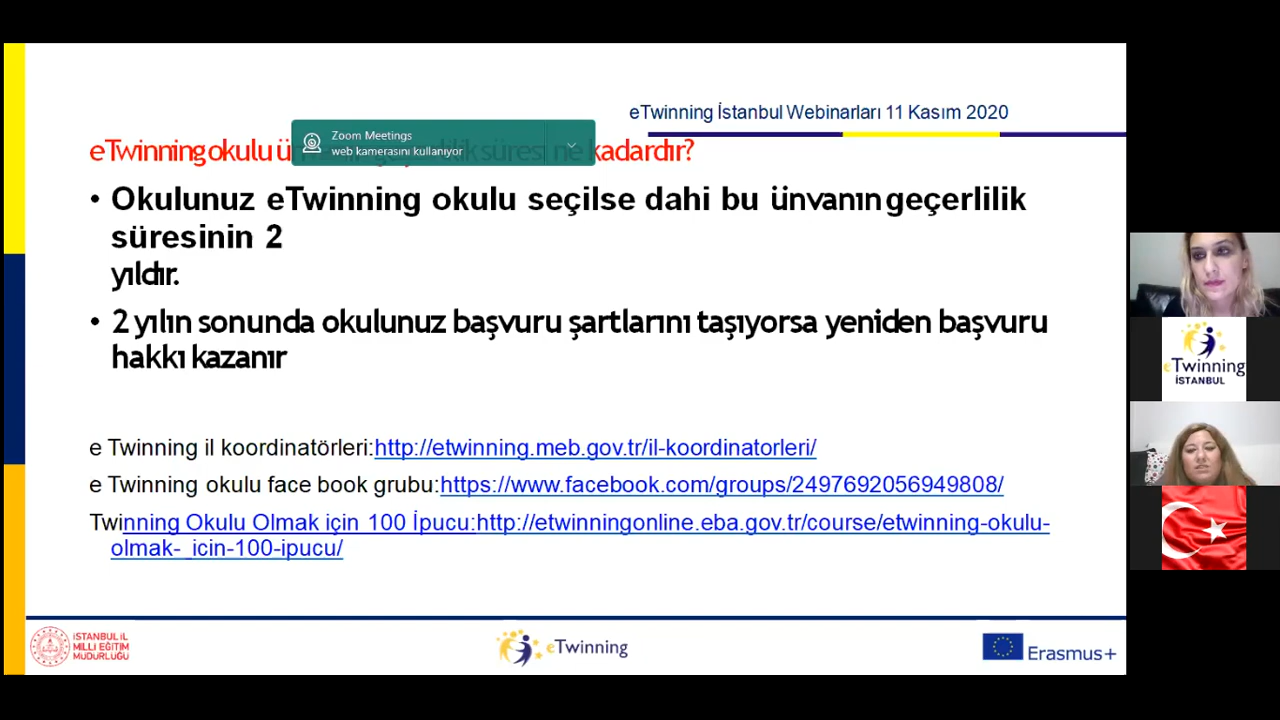 eTwinning İstanbul Webinarları 11 Kasım 2020
Zoom Meetings
web kamerasını kullanıyor
eTwinning okulu süresi ne kadardır?
• Okulunuz eTwinning okulu seçilse dahi bu ünvanın geçerlilik
süresinin 2
yıldır.
• 2 yılın sonunda okulunuz başvuru şartlarını taşıyorsa yeniden başvuru
hakkı kazanır
e Twinning il koordinatörleri:http://etwinning.meb.gov.tr/il-koordinatorleri/
e Twinning okulu face book grubu:https://www.facebook.com/groups/2497692056949808/
Twinning Okulu Olmak için 100 İpucu:http://etwinningonline.eba.gov.tr/course/etwinning-okulu-
olmak-_icin-100-ipucu/
İSTANBUL İL
MİLLİ EĞİTİM
MÜDÜRLÜĞÜ
eTwinning
Erasmus+
eTwinning
İSTANBUL